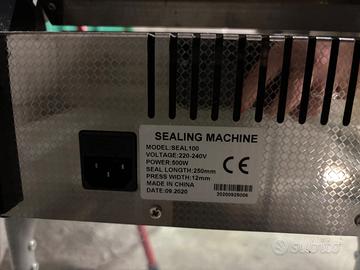 SEALING MACHINE
MODEL:SEAL100
VOLTAGE:220-240V
POWER:500W
SEAL LONGTH:250mm
PRESS WIDTH:12mm
MADE IN CHINA
DATE:09.2020
CE
20200925006
subito